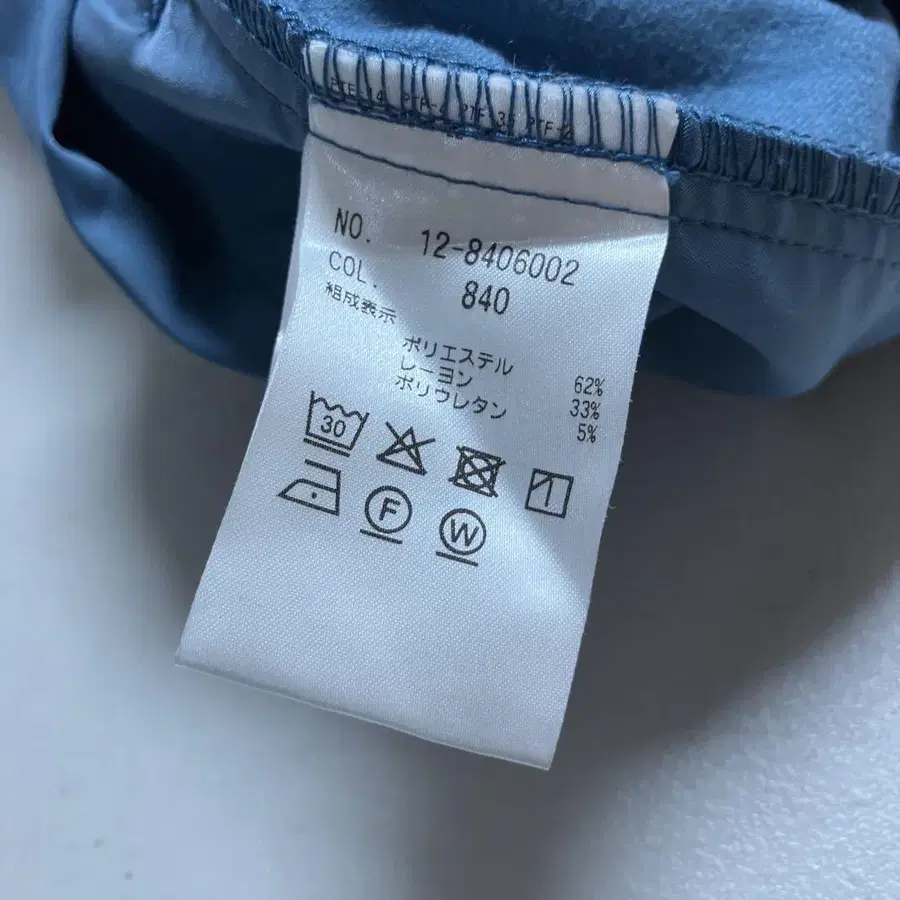 NO. 12-8406002
COL. 840
組成表示
ポリエステル 62%
レーヨン 33%
ポリウレタン 5%
30
F
W